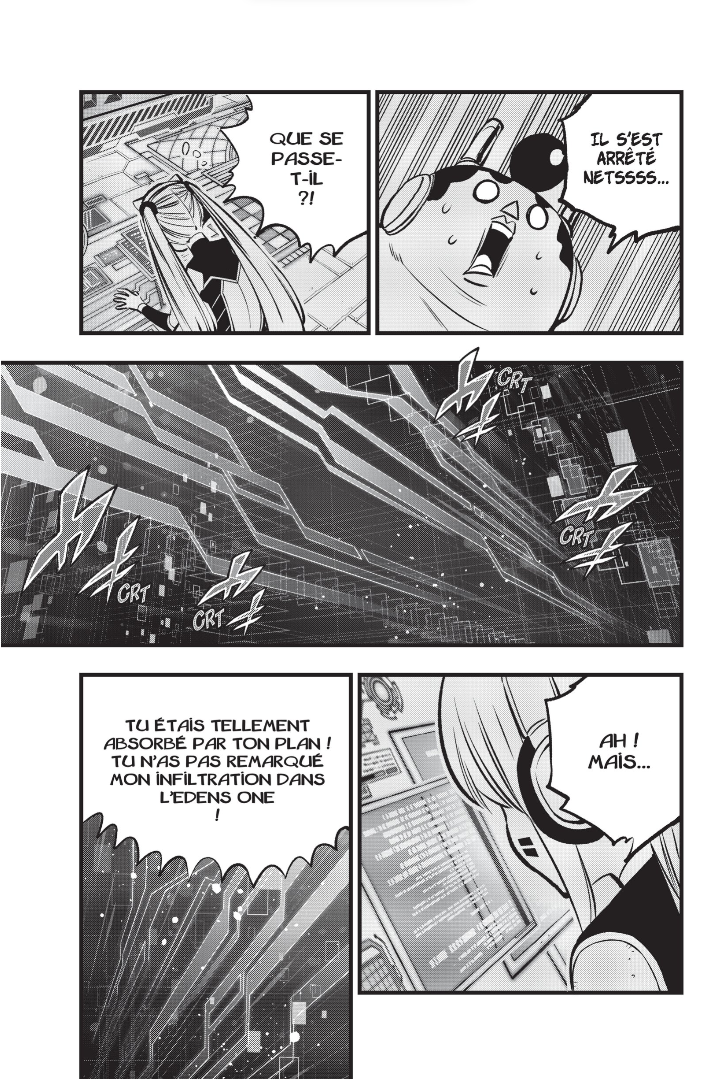 IL S'EST
ARRÊTÉ
NETSSSS...
QUE SE
PASSE-
T-IL
?!
CRT
CRT
CRT
CRT
AH !
MAIS...
TU ÉTAIS TELLEMENT
ABSORBÉ PAR TON PLAN !
TU N'AS PAS REMARQUÉ
MON INFILTRATION DANS
L'EDENS ONE
!